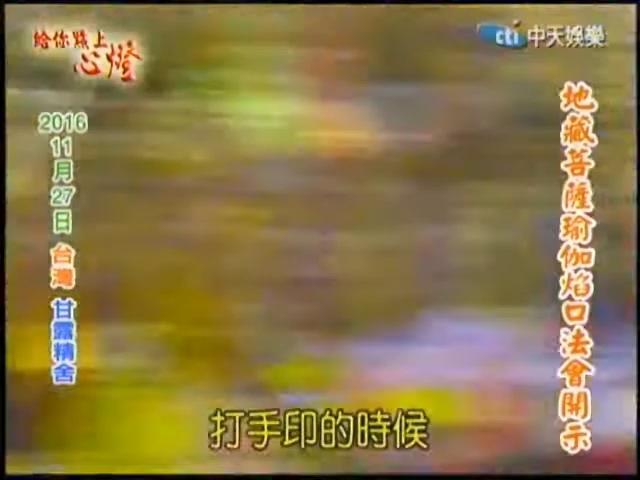 給你點上
心燈
cti 中天娛樂
2016
11
月
27
日
台灣
甘露精舍
地藏菩薩瑜伽焰口法會開示
打手印的時候